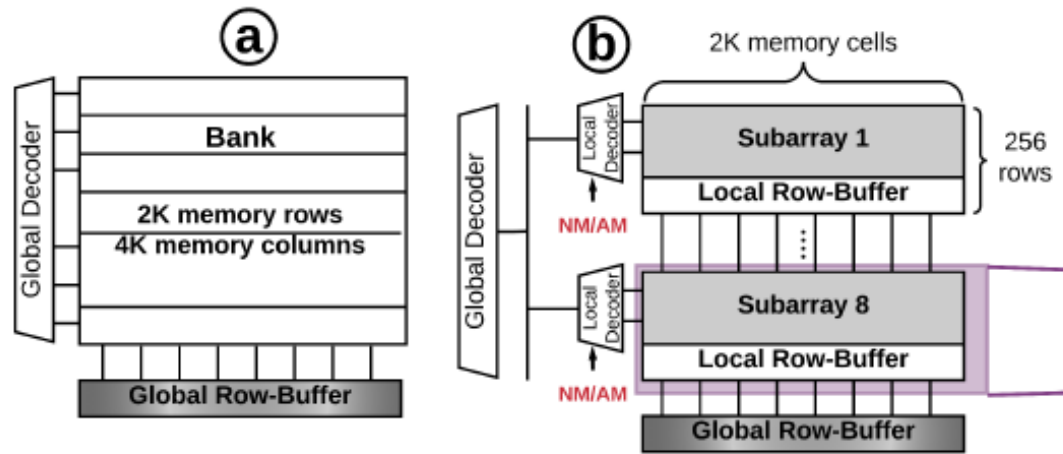 a
Global Decoder
Bank
2K memory rows
4K memory columns
Global Row-Buffer
b
2K memory cells
Global Decoder
Local
Decoder
NM/AM
Subarray 1
Local Row-Buffer
256
rows
Local
Decoder
NM/AM
Subarray 8
Local Row-Buffer
Global Row-Buffer